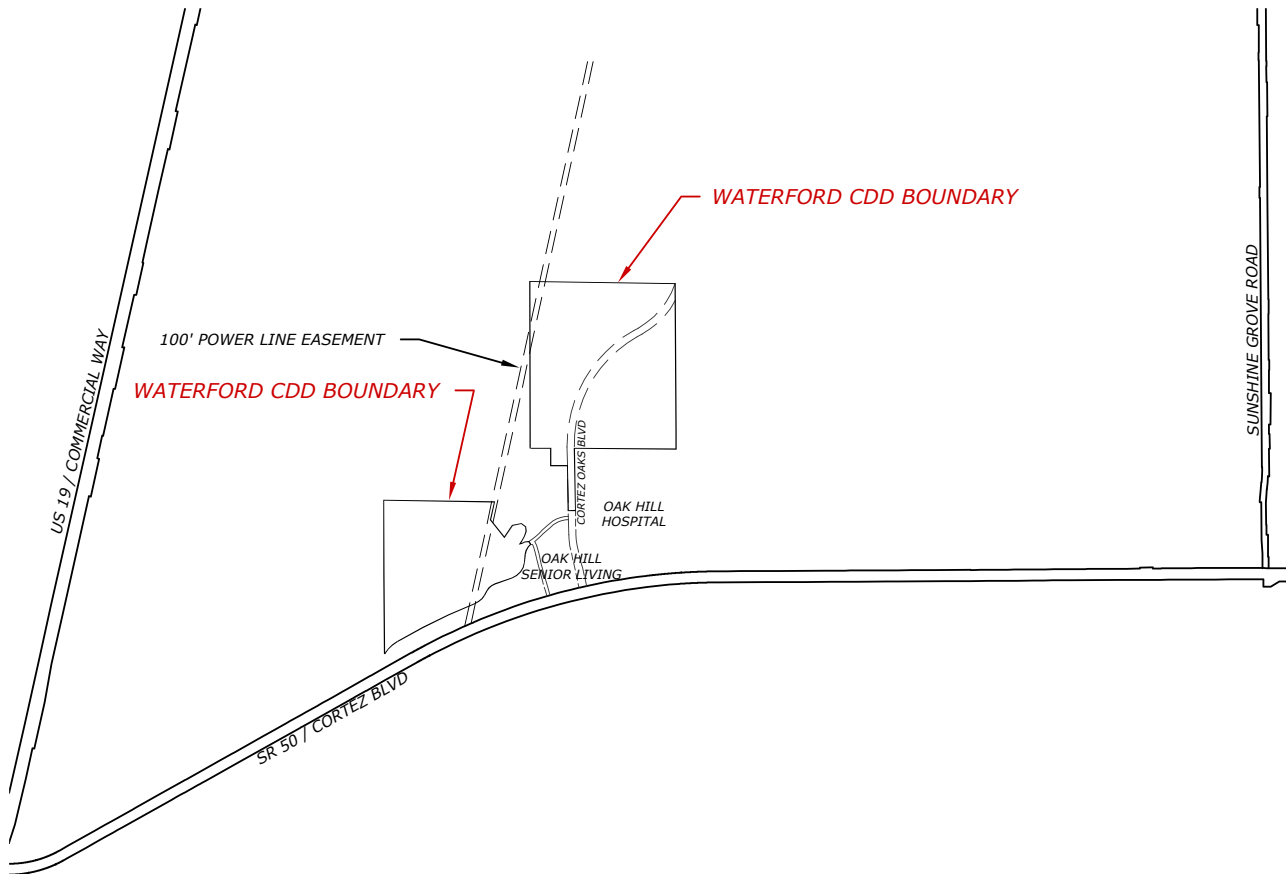 WATERFORD CDD BOUNDARY
SUNSHINE GROVE ROAD
100' POWER LINE EASEMENT
US 19 / COMMERCIAL WAY
WATERFORD CDD BOUNDARY
CORTEZ OAKS BLVD
OAK HILL
HOSPITAL
OAK HILL
SENIOR LIVING
SR 50 / CORTEZ BLVD